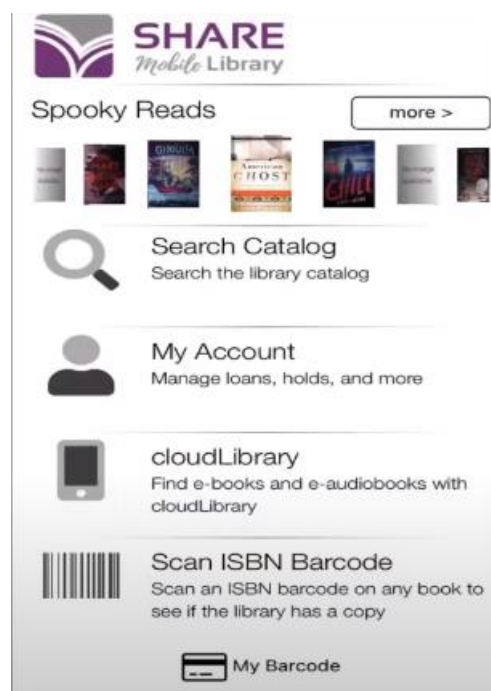 SHARE
Mobile Library
Spooky Reads
more >
GHOULIA
American
GHOST
CHILL
Search Catalog
Search the library catalog
My Account
Manage loans, holds, and more
cloudLibrary
Find e-books and e-audiobooks with
cloudLibrary
Scan ISBN Barcode
Scan an ISBN barcode on any book to
see if the library has a copy
My Barcode